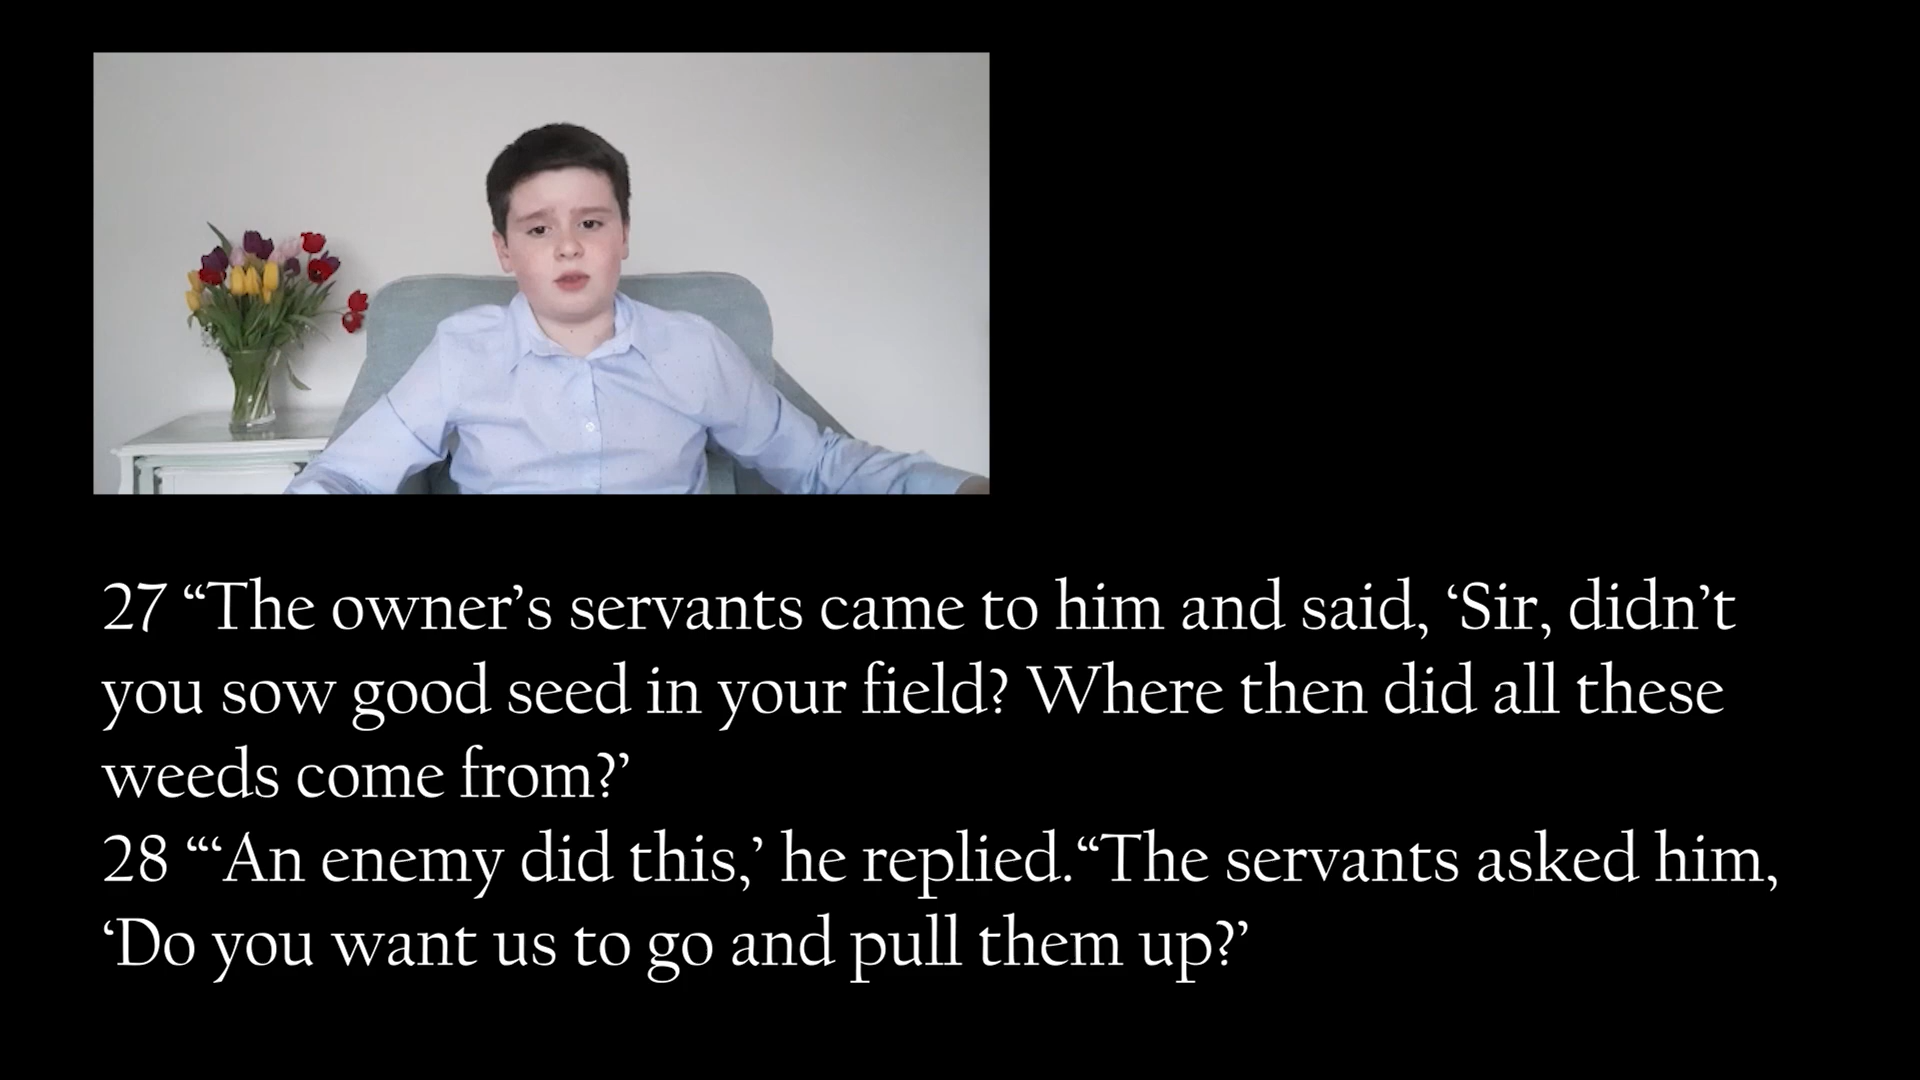 27 “The owner’s servants came to him and said, ‘Sir, didn’t
you sow good seed in your field? Where then did all these
weeds come from?’
28 “‘An enemy did this,’ he replied.“The servants asked him,
‘Do you want us to go and pull them up?’